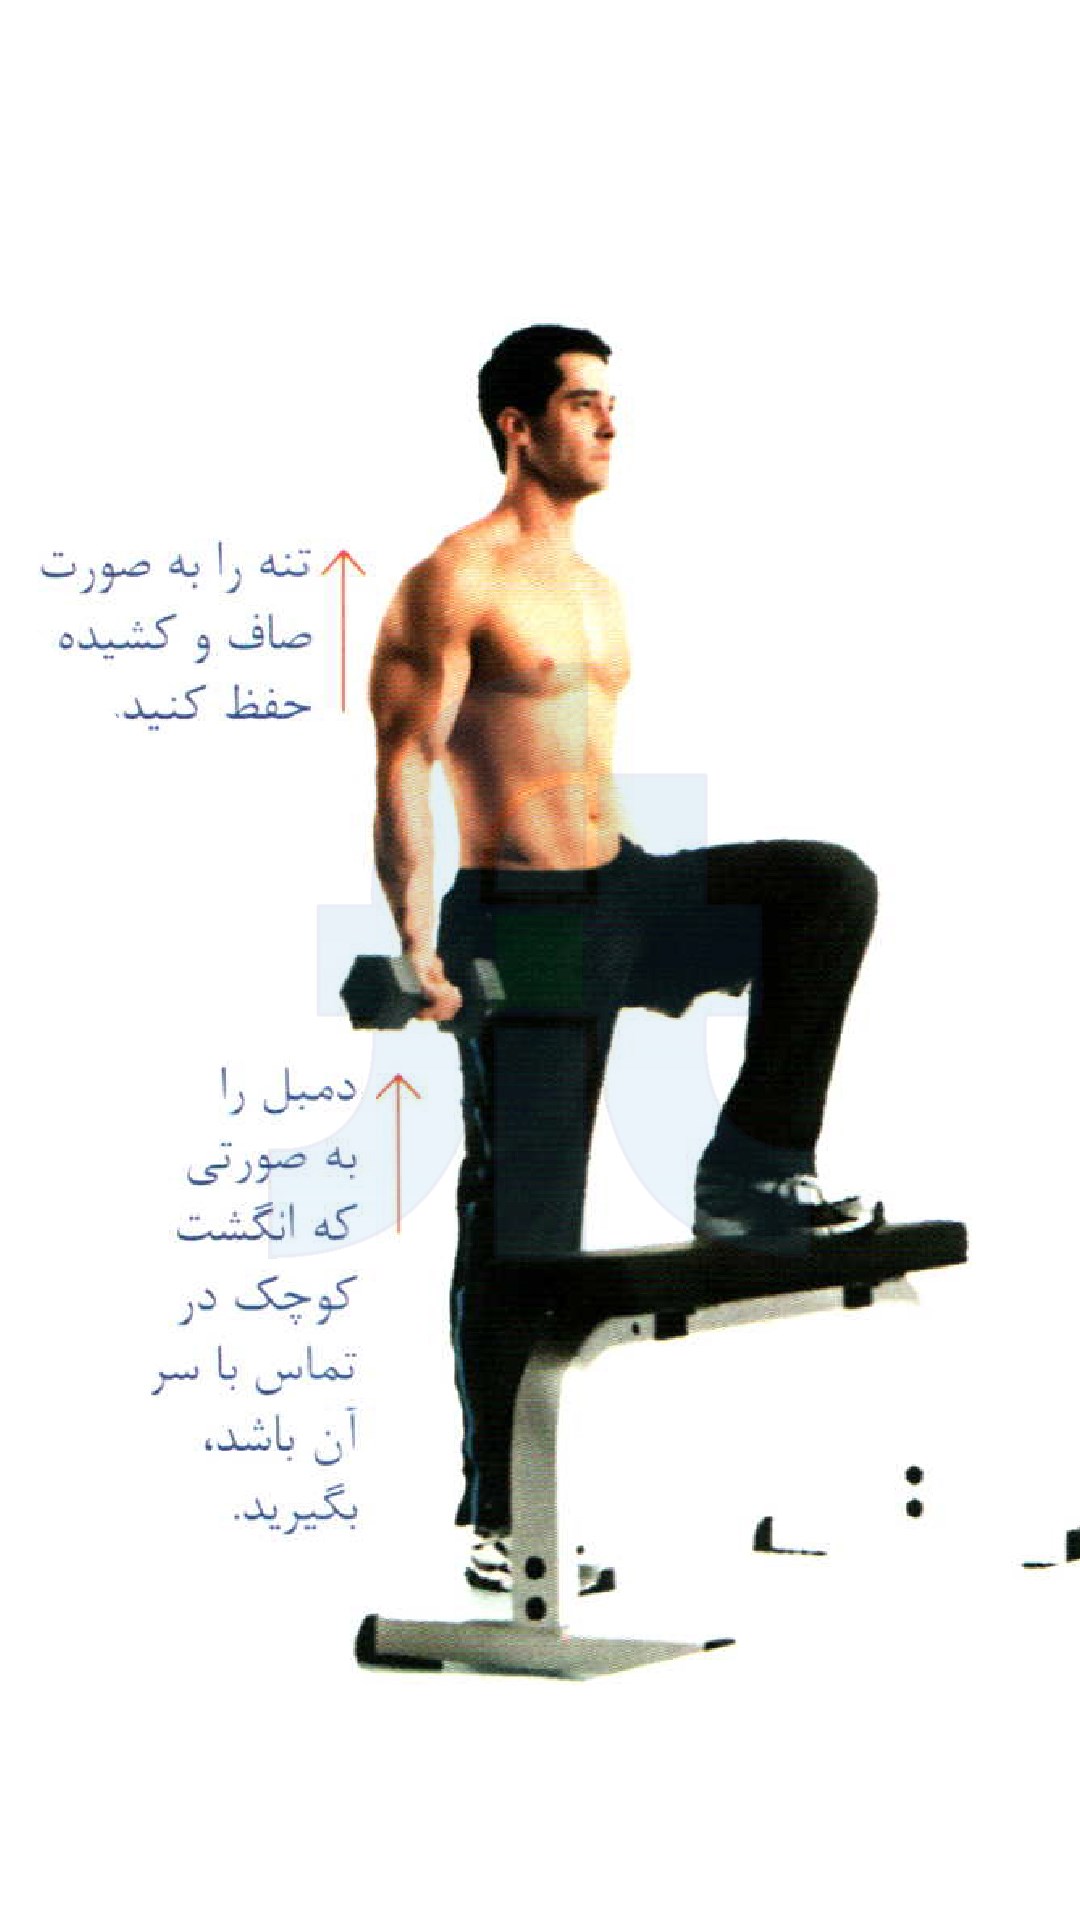 تنه را به صورت
صاف و کشیده
حفظ کنید.
دمبل را
به صورتی
که انگشت
کوچک در
تماس با سر
آن باشد،
بگیرید.